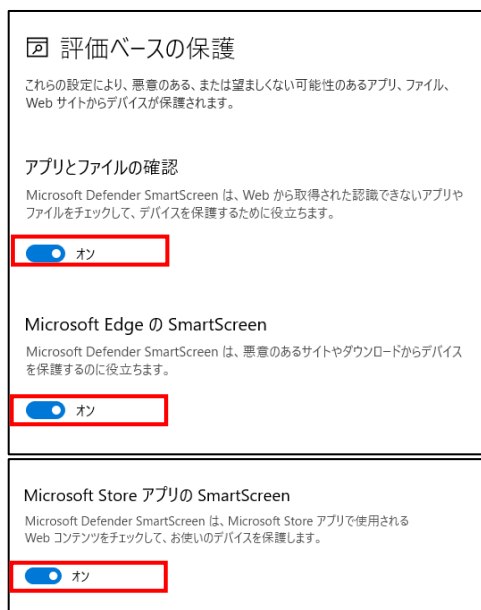 評価ベースの保護
これらの設定により、悪意のある、または望ましくない可能性のあるアプリ、ファイル、
Web サイトからデバイスが保護されます。
アプリとファイルの確認
Microsoft Defender SmartScreen は、Web から取得された認識できないアプリや
ファイルをチェックして、デバイスを保護するために役立ちます。
オン
Microsoft Edge の SmartScreen
Microsoft Defender SmartScreen は、悪意のあるサイトやダウンロードからデバイス
を保護するのに役立ちます。
オン
Microsoft Store アプリの SmartScreen
Microsoft Defender SmartScreen は、Microsoft Store アプリで使用される
Web コンテンツをチェックして、お使いのデバイスを保護します。
オン